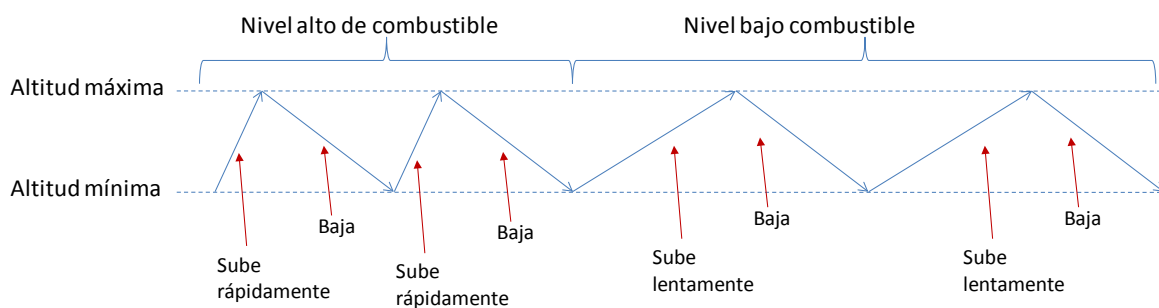 Nivel alto de combustible
Nivel bajo combustible
Altitud máxima
Altitud mínima
Sube
rápidamente
Baja
Sube
rápidamente
Baja
Sube
lentamente
Baja
Sube
lentamente
Baja